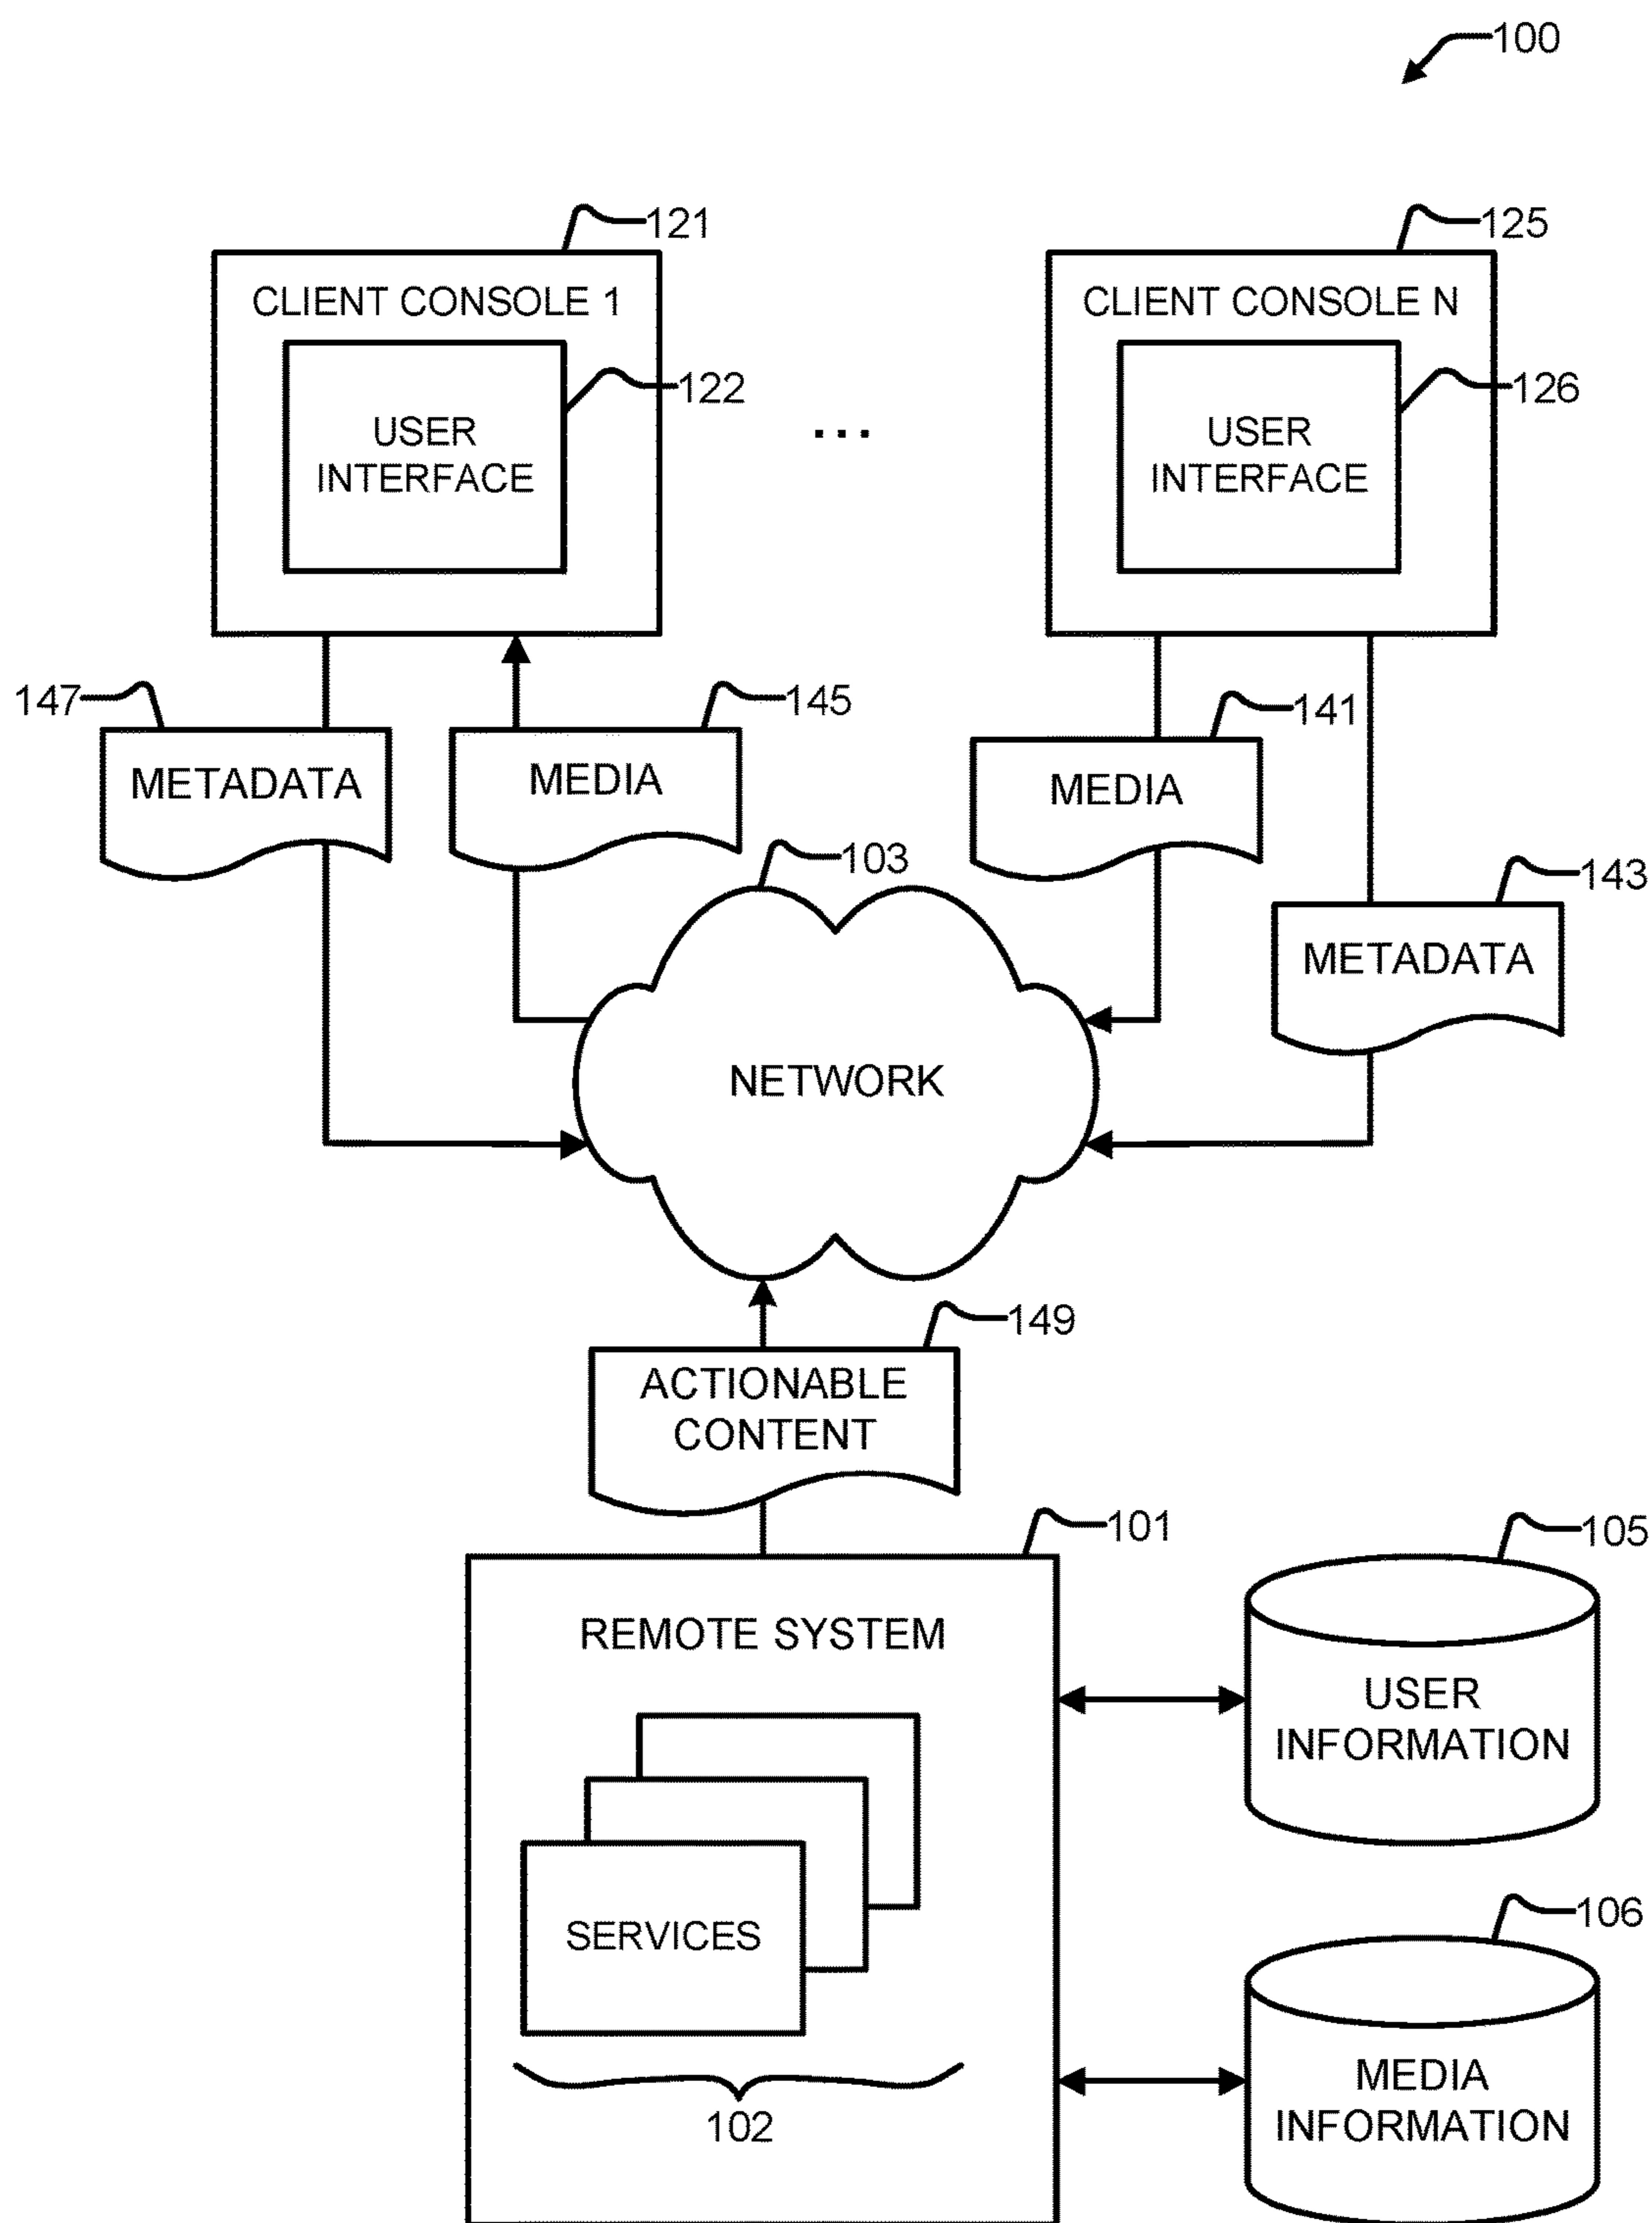 100
121
125
CLIENT CONSOLE 1
CLIENT CONSOLE N
122
126
USER
INTERFACE
...
USER
INTERFACE
147
145
141
METADATA
MEDIA
MEDIA
103
143
METADATA
NETWORK
149
ACTIONABLE
CONTENT
101
105
REMOTE SYSTEM
USER
INFORMATION
SERVICES
106
102
MEDIA
INFORMATION